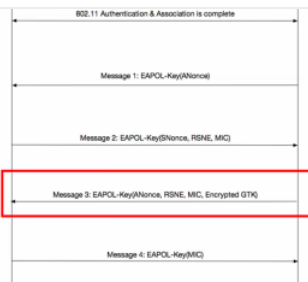 802.11 Authentication & Association is complete
Message 1: EAPOL-Key(ANonce)
Message 2: EAPOL-Key(SNonce, RSNE, MIC)
Message 3: EAPOL-Key(ANonce, RSNE, MIC, Encrypted GTK)
Message 4: EAPOL-Key(MIC)